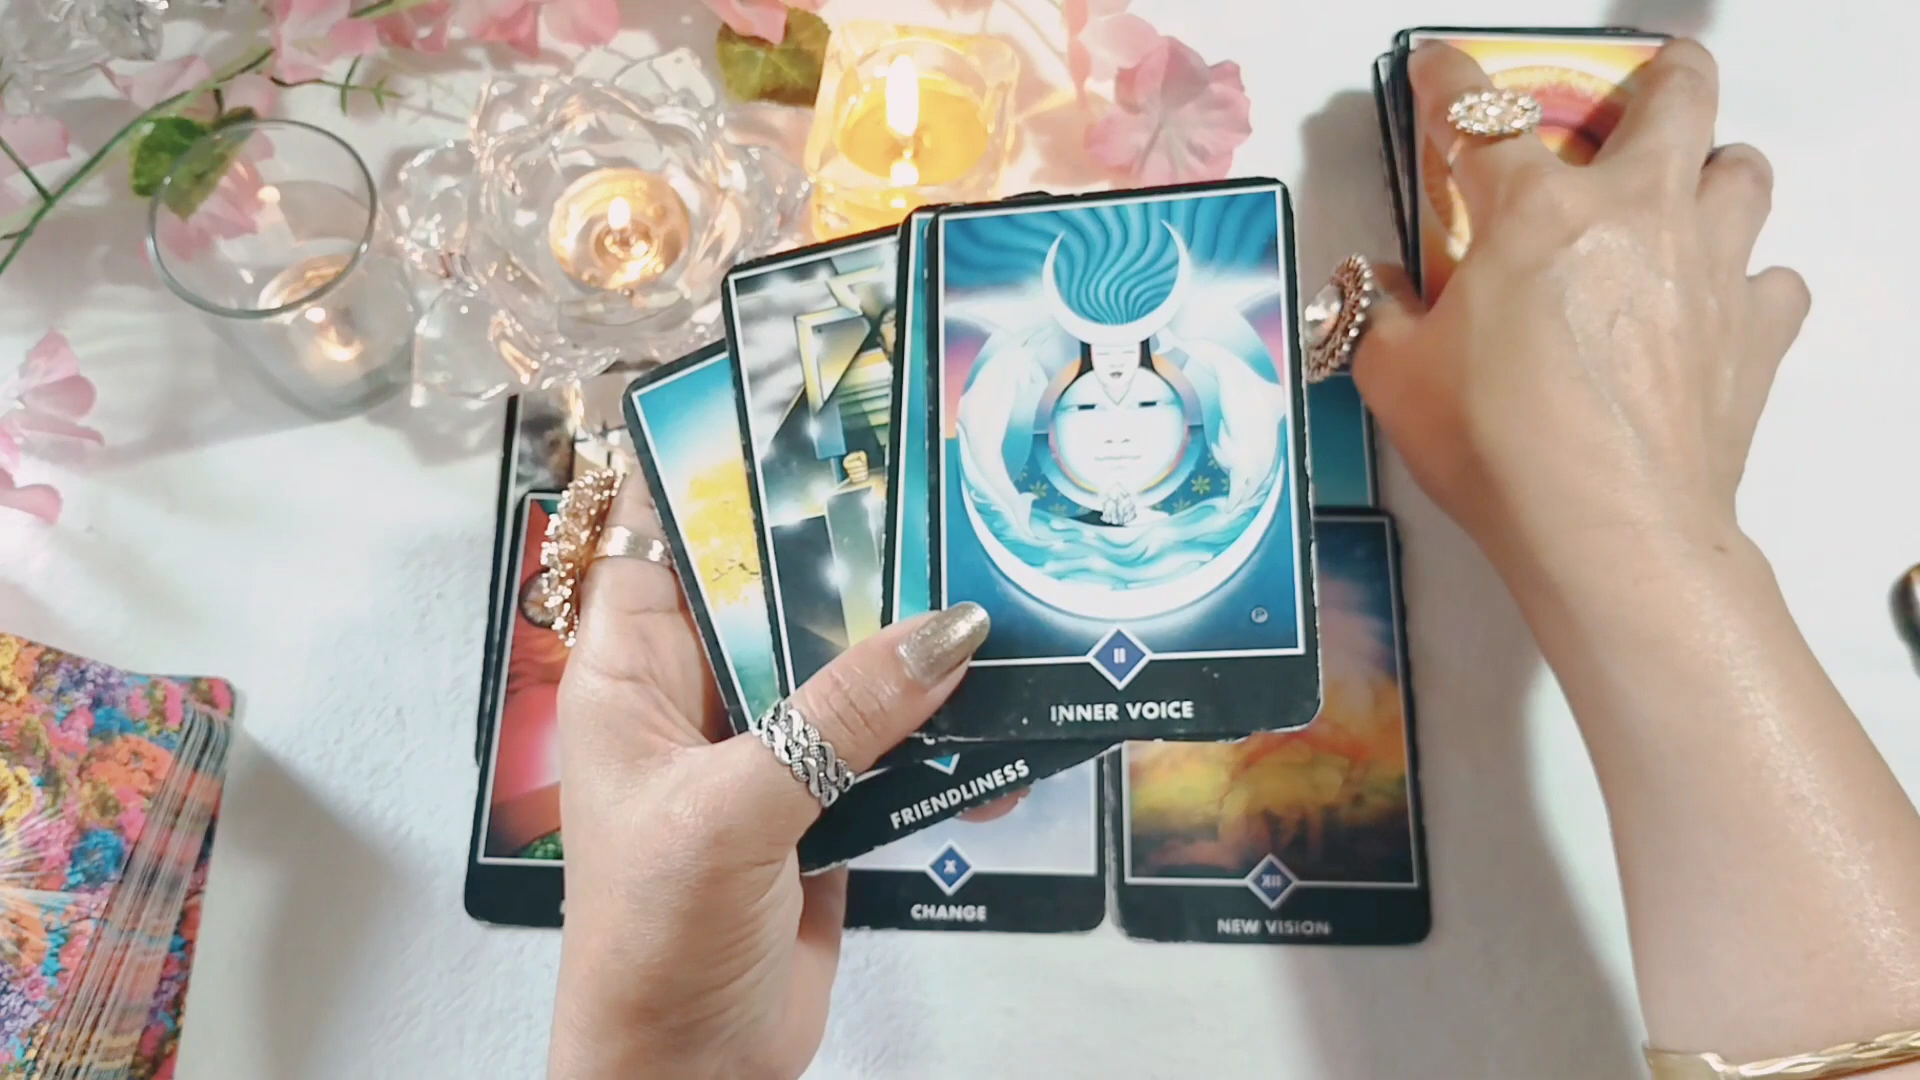 II
INNER VOICE
FRIENDLINESS
X
CHANGE
XII
NEW VISION